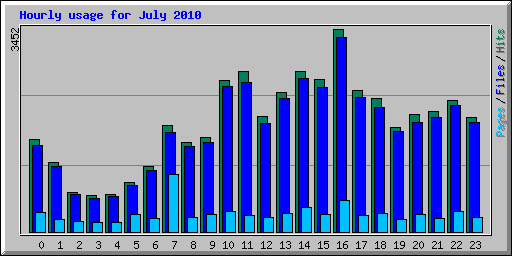 Hourly usage for July 2010
3452
Pages / Files / Hits
0 1 2 3 4 5 6 7 8 9 10 11 12 13 14 15 16 17 18 19 20 21 22 23